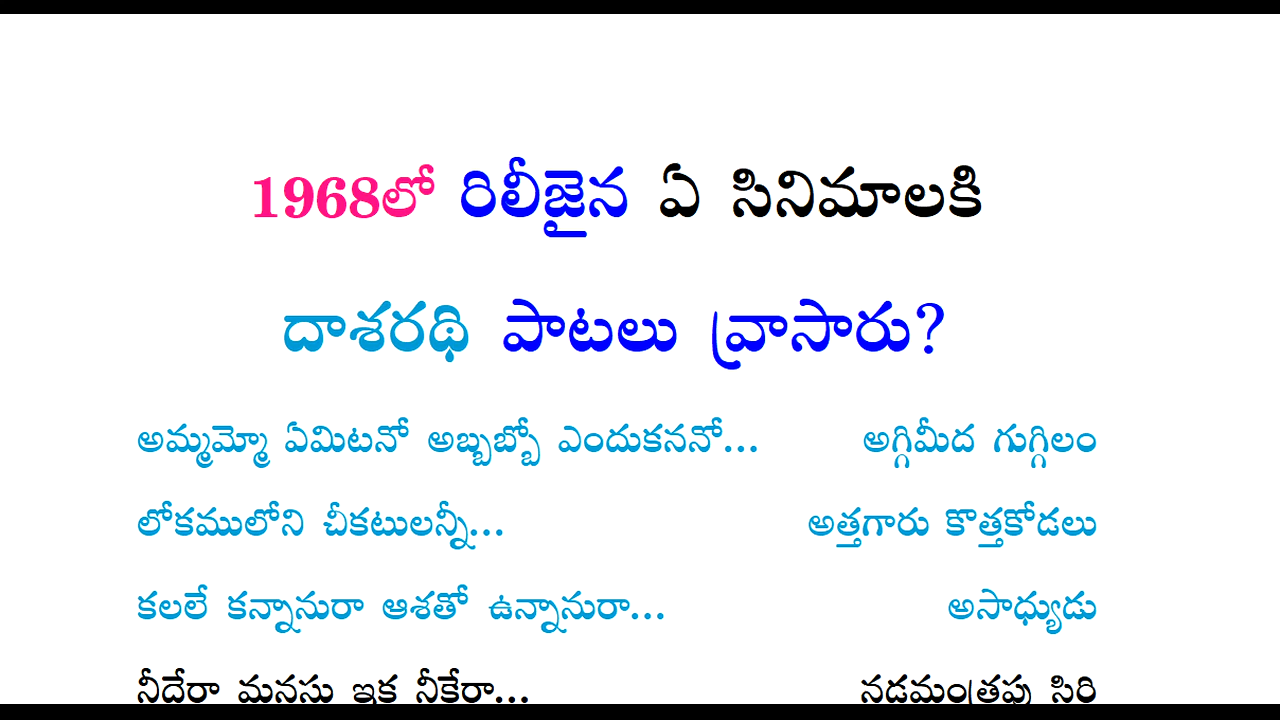 1968లో రిలీజైన ఏ సినిమాలకి
దాశరథి పాటలు వ్రాసారు?
అమ్మమ్మో ఏమిటనో అబ్బబ్బో ఎందుకననో... అగ్గిమీద గుగ్గిలం
లోకములోని చీకటులన్నీ... అత్తగారు కొత్తకోడలు
కలలే కన్నానురా ఆశతో ఉన్నానురా... అసాధ్యుడు
నీదేరా మనసు ఇక నీకేరా... నడమంత్రపు సిరి